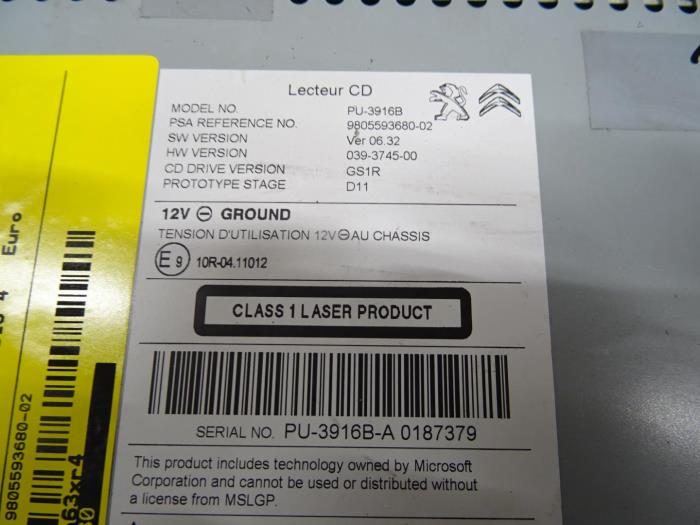 Lecteur CD
MODEL NO. PU-3916B
PSA REFERENCE NO. 9805593680-02
SW VERSION Ver 06.32
HW VERSION 039-3745-00
CD DRIVE VERSION GS1R
PROTOTYPE STAGE D11
12V ⊖ GROUND
TENSION D'UTILISATION 12V⊖AU CHASSIS
E9 10R-04.11012
CLASS 1 LASER PRODUCT
SERIAL NO. PU-3916B-A 0187379
This product includes technology owned by Microsoft
Corporation and cannot be used or distributed without
a license from MSLGP.
Euro
9805593680-02